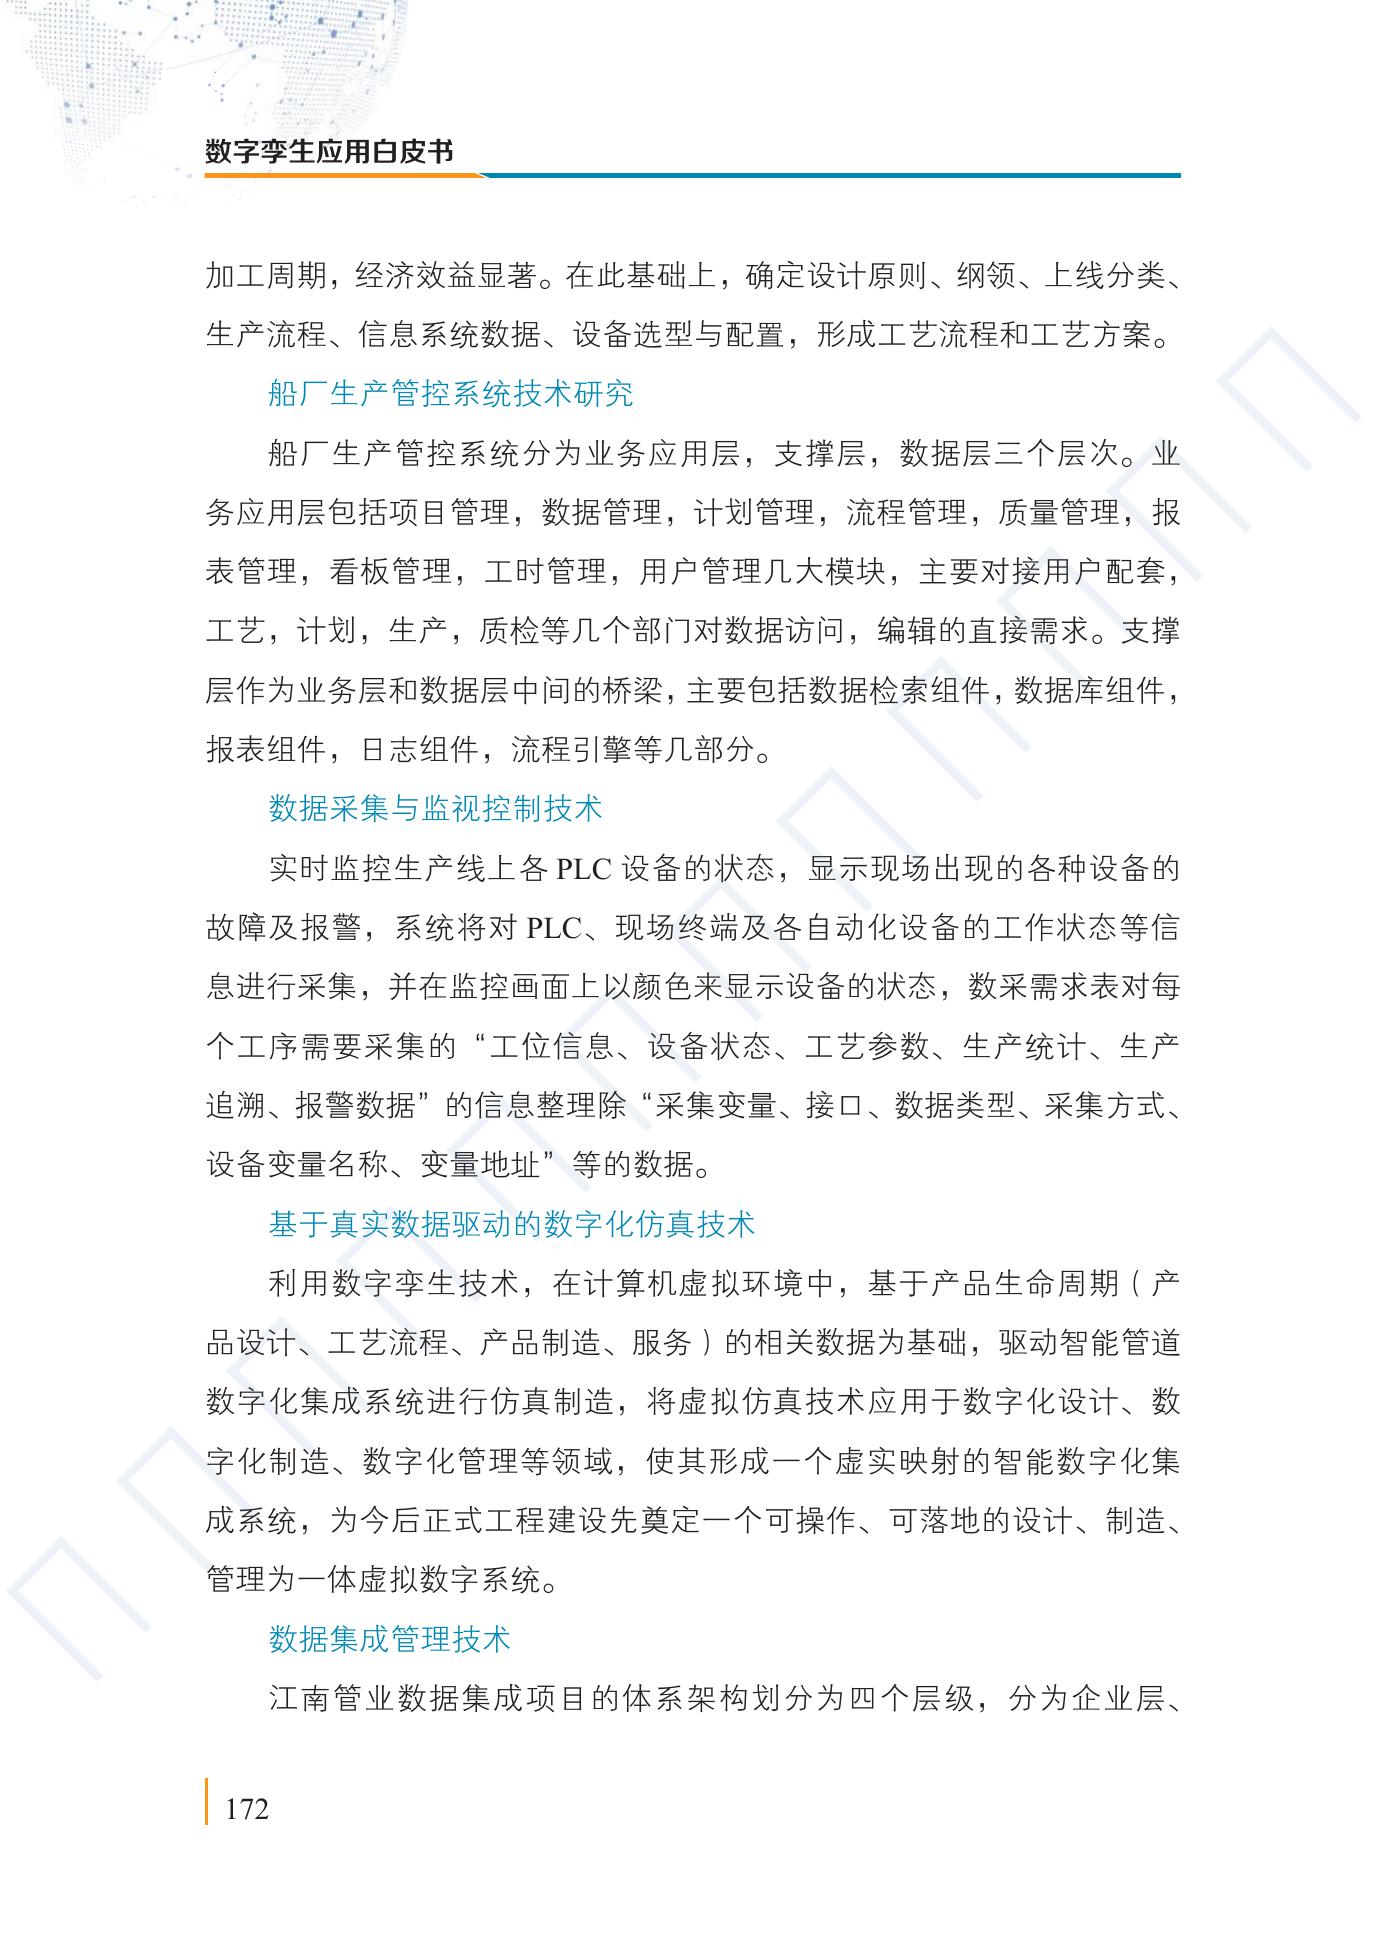 数字孪生应用白皮书
加工周期，经济效益显著。在此基础上，确定设计原则、纲领、上线分类、
生产流程、信息系统数据、设备选型与配置，形成工艺流程和工艺方案。
船厂生产管控系统技术研究
船厂生产管控系统分为业务应用层，支撑层，数据层三个层次。业
务应用层包括项目管理，数据管理，计划管理，流程管理，质量管理，报
表管理，看板管理，工时管理，用户管理几大模块，主要对接用户配套，
工艺，计划，生产，质检等几个部门对数据访问，编辑的直接需求。支撑
层作为业务层和数据层中间的桥梁，主要包括数据检索组件，数据库组件，
报表组件，日志组件，流程引擎等几部分。
数据采集与监视控制技术
实时监控生产线上各 PLC 设备的状态，显示现场出现的各种设备的
故障及报警，系统将对 PLC、现场终端及各自动化设备的工作状态等信
息进行采集，并在监控画面上以颜色来显示设备的状态，数采需求表对每
个工序需要采集的“工位信息、设备状态、工艺参数、生产统计、生产
追溯、报警数据”的信息整理除“采集变量、接口、数据类型、采集方式、
设备变量名称、变量地址”等的数据。
基于真实数据驱动的数字化仿真技术
利用数字孪生技术，在计算机虚拟环境中，基于产品生命周期（产
品设计、工艺流程、产品制造、服务）的相关数据为基础，驱动智能管道
数字化集成系统进行仿真制造，将虚拟仿真技术应用于数字化设计、数
字化制造、数字化管理等领域，使其形成一个虚实映射的智能数字化集
成系统，为今后正式工程建设先奠定一个可操作、可落地的设计、制造、
管理为一体虚拟数字系统。
数据集成管理技术
江南管业数据集成项目的体系架构划分为四个层级，分为企业层、
172